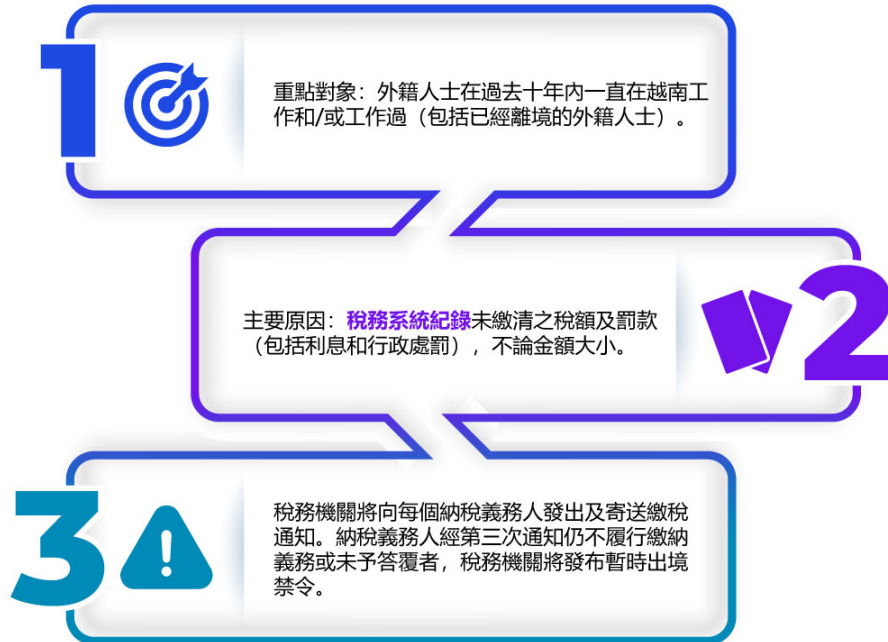 1
重點對象：外籍人士在過去十年內一直在越南工
作和/或工作過（包括已經離境的外籍人士）。
主要原因：稅務系統紀錄未繳清之稅額及罰款
（包括利息和行政處罰），不論金額大小。
2
3
稅務機關將向每個納稅義務人發出及寄送繳稅
通知。納稅義務人經第三次通知仍不履行繳納
義務或未予答覆者，稅務機關將發布暫時出境
禁令。